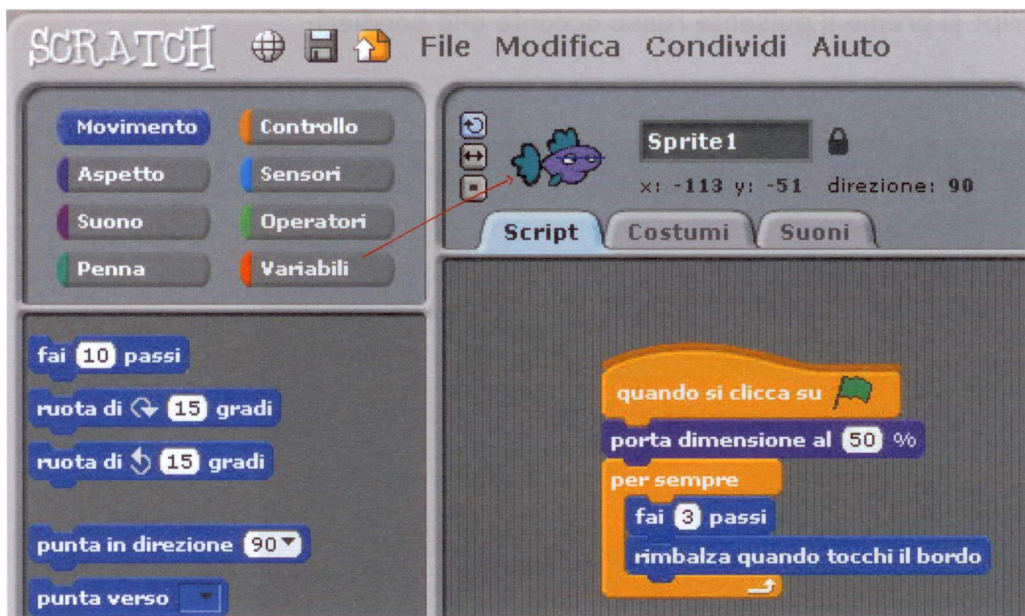 SCRATCH File Modifica Condividi Aiuto
Movimento Controllo
Aspetto Sensori
Suono Operatori
Penna Variabili
Sprite1
x: -113 y: -51 direzione: 90
Script Costumi Suoni
fai 10 passi
ruota di 15 gradi
ruota di 15 gradi
punta in direzione 90
punta verso
quando si clicca su
porta dimensione al 50 %
per sempre
fai 3 passi
rimbalza quando tocchi il bordo